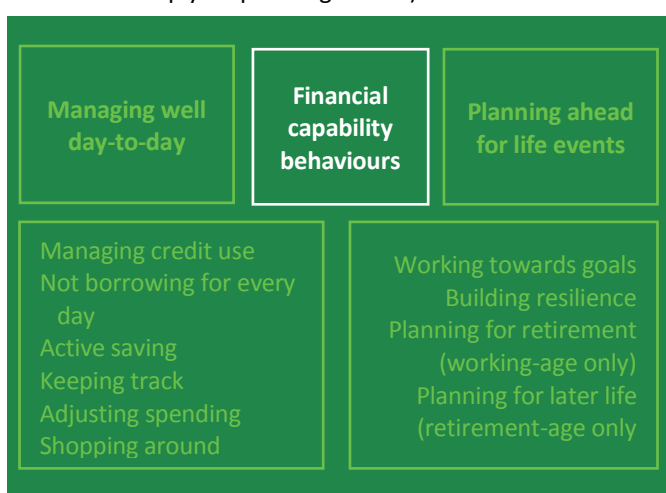 Managing well
day-to-day
Financial
capability
behaviours
Planning ahead
for life events
Managing credit use
Not borrowing for every
day
Active saving
Keeping track
Adjusting spending
Shopping around
Working towards goals
Building resilience
Planning for retirement
(working-age only)
Planning for later life
(retirement-age only